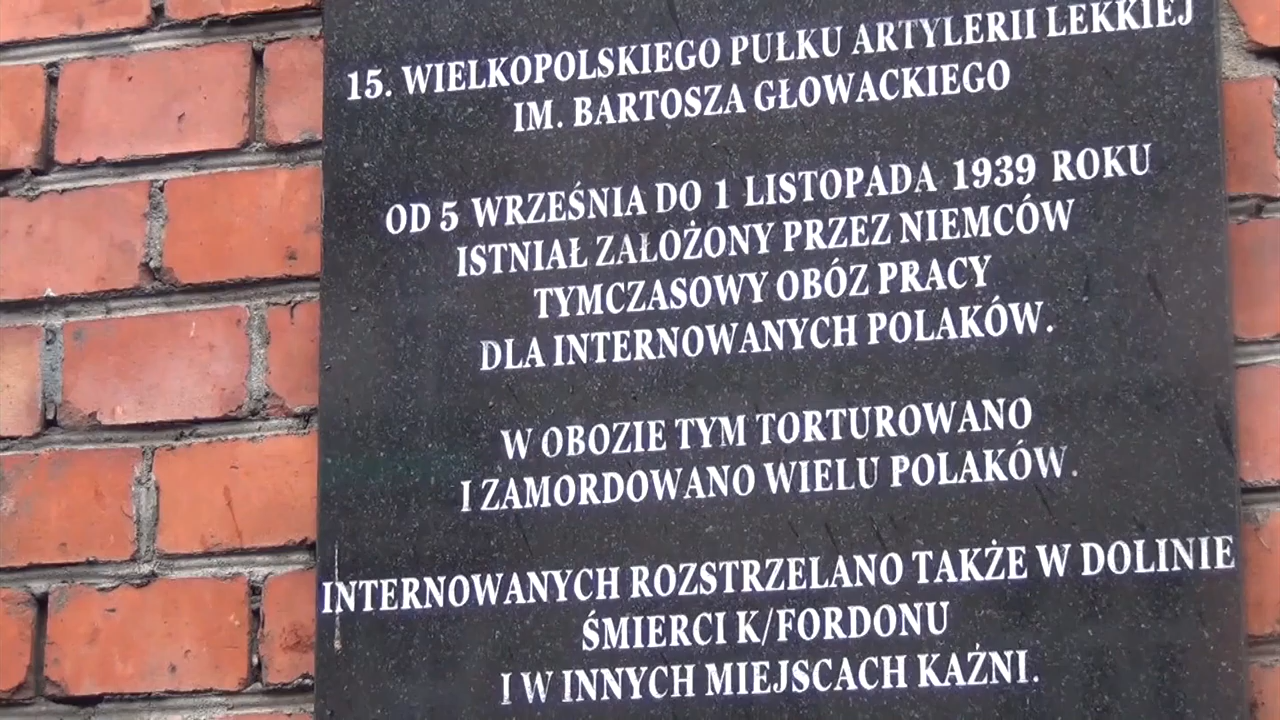 15. WIELKOPOLSKIEGO PUŁKU ARTYLERII LEKKIEJ
IM. BARTOSZA GŁOWACKIEGO
OD 5 WRZEŚNIA DO 1 LISTOPADA 1939 ROKU
ISTNIAŁ ZAŁOŻONY PRZEZ NIEMCÓW
TYMCZASOWY OBÓZ PRACY
DLA INTERNOWANYCH POLAKÓW.
W OBOZIE TYM TORTUROWANO
I ZAMORDOWANO WIELU POLAKÓW.
INTERNOWANYCH ROZSTRZELANO TAKŻE W DOLINIE
ŚMIERCI K/FORDONU
I W INNYCH MIEJSCACH KAŹNI.